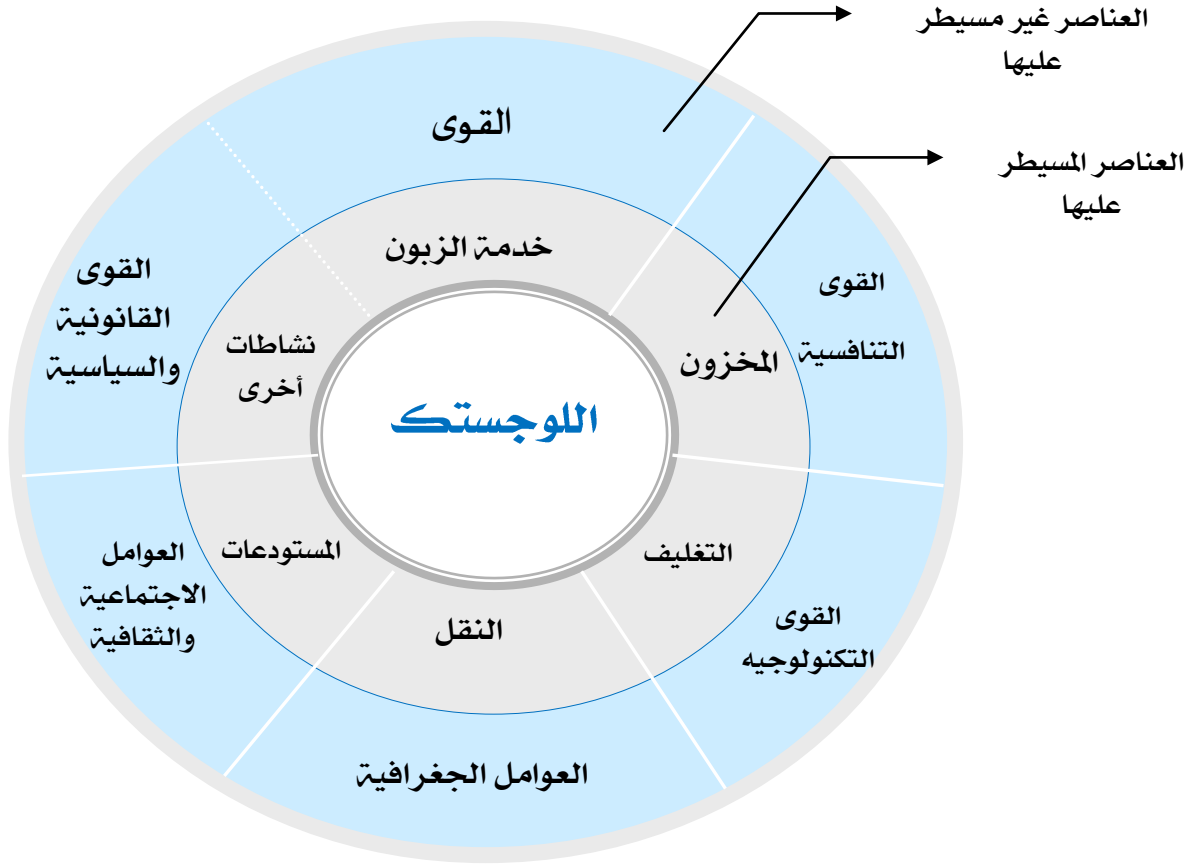 العناصر غير مسيطر
عليها
العناصر المسيطر
عليها
القوى
خدمة الزبون
القوى
التنافسية
المخزون
القوى
القانونية
والسياسية
نشاطات
أخرى
اللوجستك
التغليف
المستودعات
العوامل
الاجتماعية
والثقافية
النقل
القوى
التكنولوجيه
العوامل الجغرافية